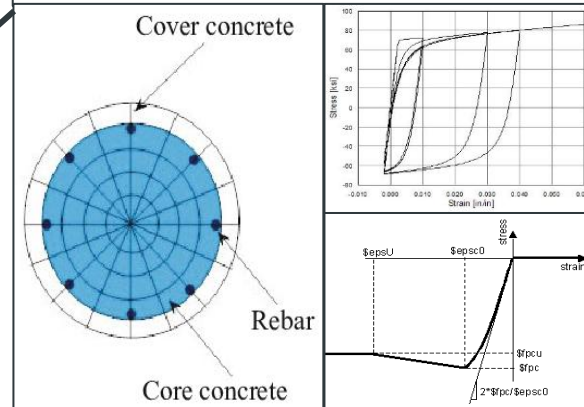 Cover concrete
Rebar
Core concrete
Stress [ksi]
80
60
40
20
0
-20
-40
-60
-80
-0.010
0.000
0.010
0.020
0.030
0.040
0.050
Strain [in/in]
stress
$epsU
$epsc0
strain
$fpcu
$fpc
2*$fpc/$epsc0